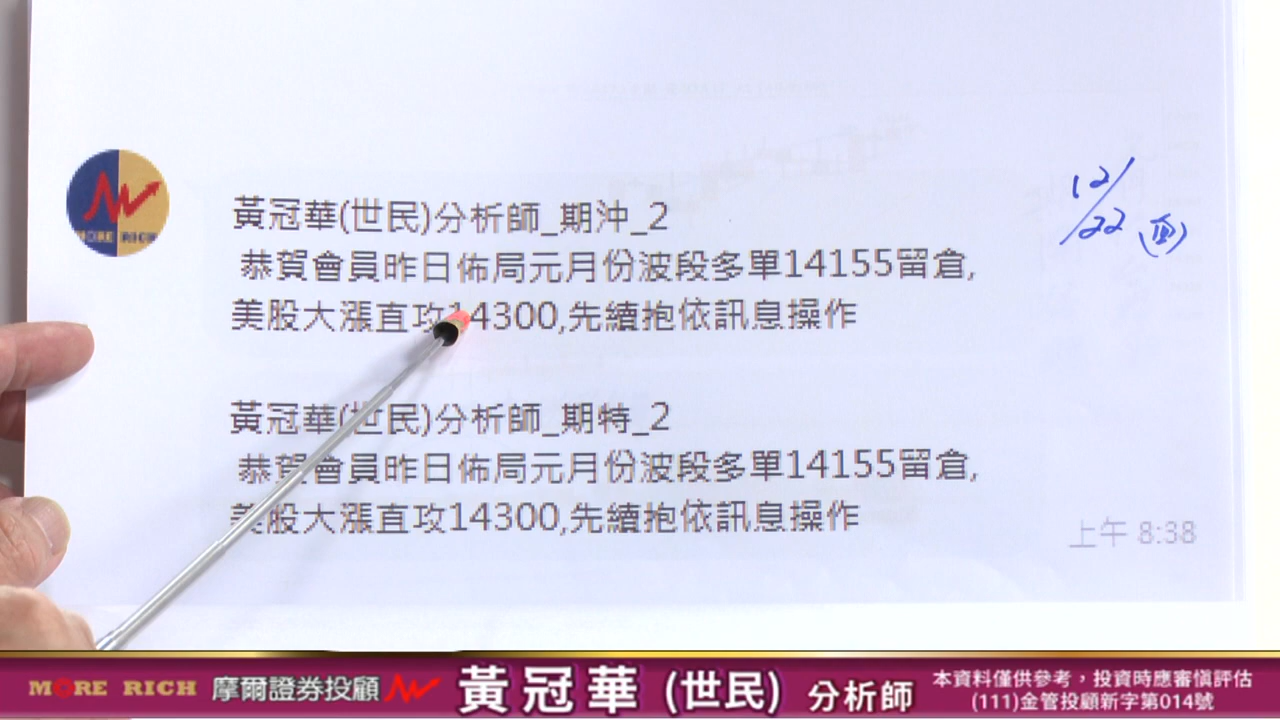 黃冠華(世民)分析師_期沖_2
恭賀會員昨日佈局元月份波段多單14155留倉,
美股大漲直攻14300,先續抱依訊息操作
黃冠華(世民)分析師_期特_2
恭賀會員昨日佈局元月份波段多單14155留倉,
美股大漲直攻14300,先續抱依訊息操作
上午 8:38
12/22
MORE RICH
MORE RICH 摩爾證券投顧 黃冠華 (世民) 分析師
本資料僅供參考，投資時應審慎評估
(111)金管投顧新字第014號